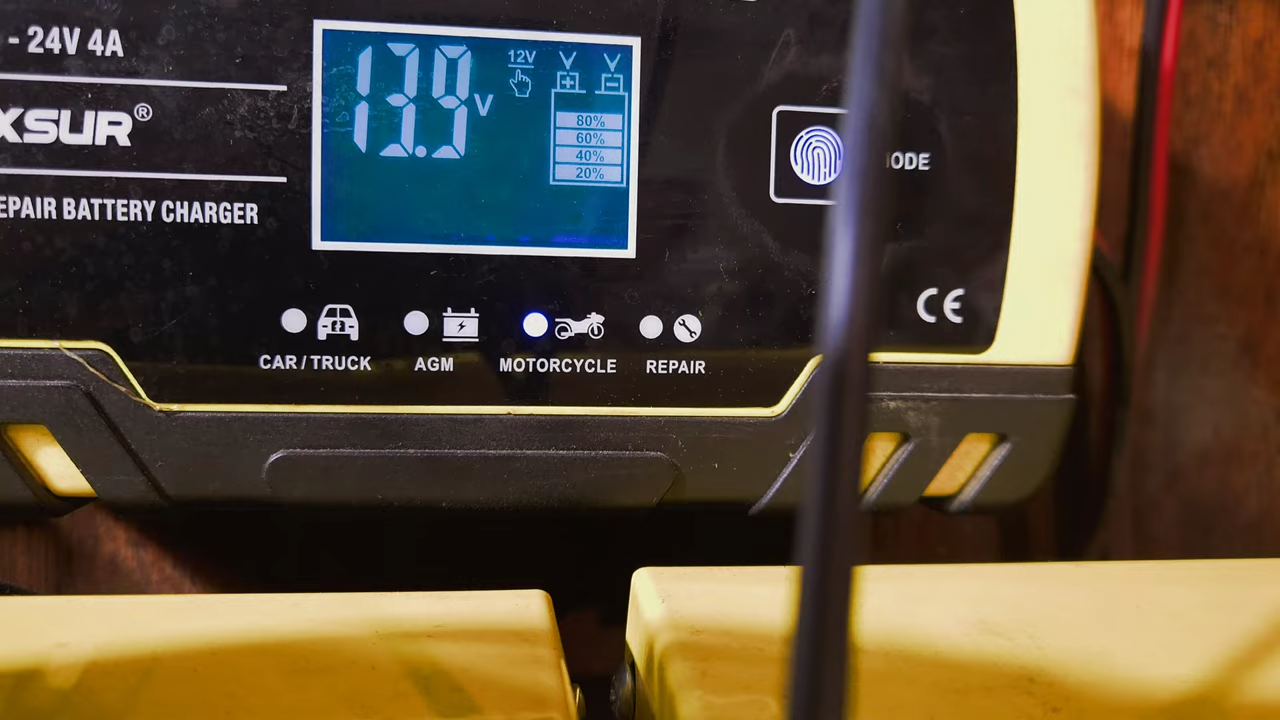 - 24V 4A
XSUR®
EPAIR BATTERY CHARGER
13.9 V
12V
+ -
80%
60%
40%
20%
ODE
CE
CAR / TRUCK
AGM
MOTORCYCLE
REPAIR